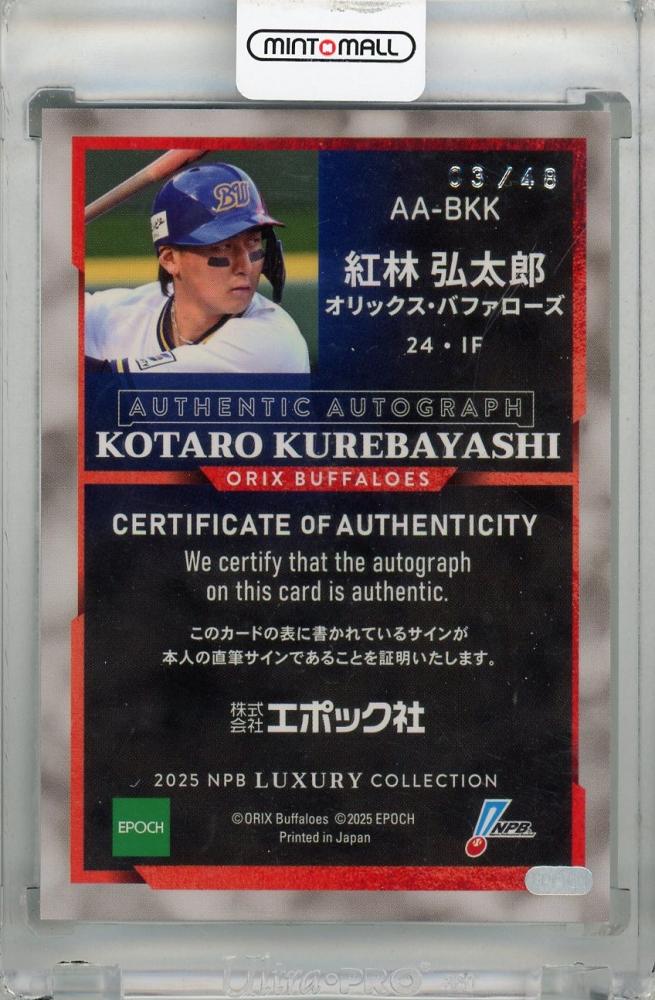 MINT MALL
03/48
AA-BKK
紅林 弘太郎
オリックス・バファローズ
24・IF
AUTHENTIC AUTOGRAPH
KOTARO KUREBAYASHI
ORIX BUFFALOES
CERTIFICATE OF AUTHENTICITY
We certify that the autograph
on this card is authentic.
このカードの表に書かれているサインが
本人の直筆サインであることを証明いたします。
株式会社エポック社
2025 NPB LUXURY COLLECTION
EPOCH
©ORIX Buffaloes ©2025 EPOCH
Printed in Japan
NPB
Ultra•PRO